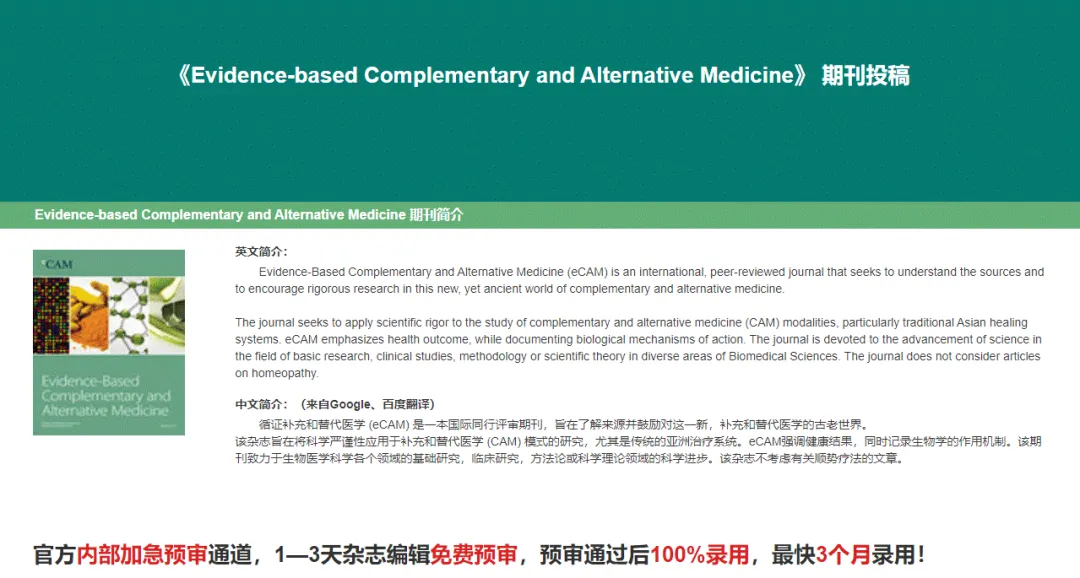 《Evidence-based Complementary and Alternative Medicine》 期刊投稿
Evidence-based Complementary and Alternative Medicine 期刊简介
eCAM
Evidence-Based
Complementary and
Alternative Medicine
英文简介：
Evidence-Based Complementary and Alternative Medicine (eCAM) is an international, peer-reviewed journal that seeks to understand the sources and
to encourage rigorous research in this new, yet ancient world of complementary and alternative medicine.
The journal seeks to apply scientific rigor to the study of complementary and alternative medicine (CAM) modalities, particularly traditional Asian healing
systems. eCAM emphasizes health outcome, while documenting biological mechanisms of action. The journal is devoted to the advancement of science in
the field of basic research, clinical studies, methodology or scientific theory in diverse areas of Biomedical Sciences. The journal does not consider articles
on homeopathy.
中文简介：（来自Google、百度翻译）
循证补充和替代医学 (eCAM) 是一本国际同行评审期刊，旨在了解来源并鼓励对这一新，补充和替代医学的古老世界。
该杂志旨在将科学严谨性应用于补充和替代医学 (CAM) 模式的研究，尤其是传统的亚洲治疗系统。eCAM强调健康结果，同时记录生物学的作用机制。该期
刊致力于生物医学科学各个领域的基础研究，临床研究，方法论或科学理论领域的科学进步。该杂志不考虑有关顺势疗法的文章。
官方内部加急预审通道，1—3天杂志编辑免费预审，预审通过后100%录用，最快3个月录用！